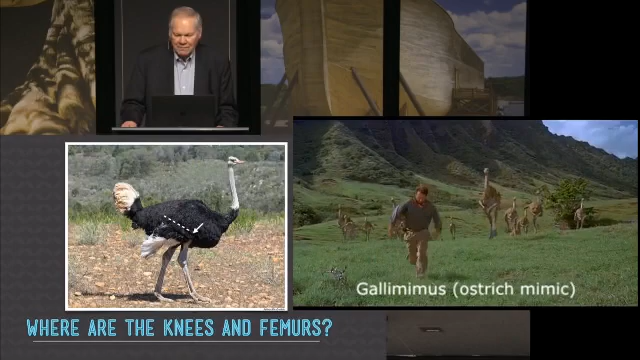 Gallimimus (ostrich mimic)
WHERE ARE THE KNEES AND FEMURS?